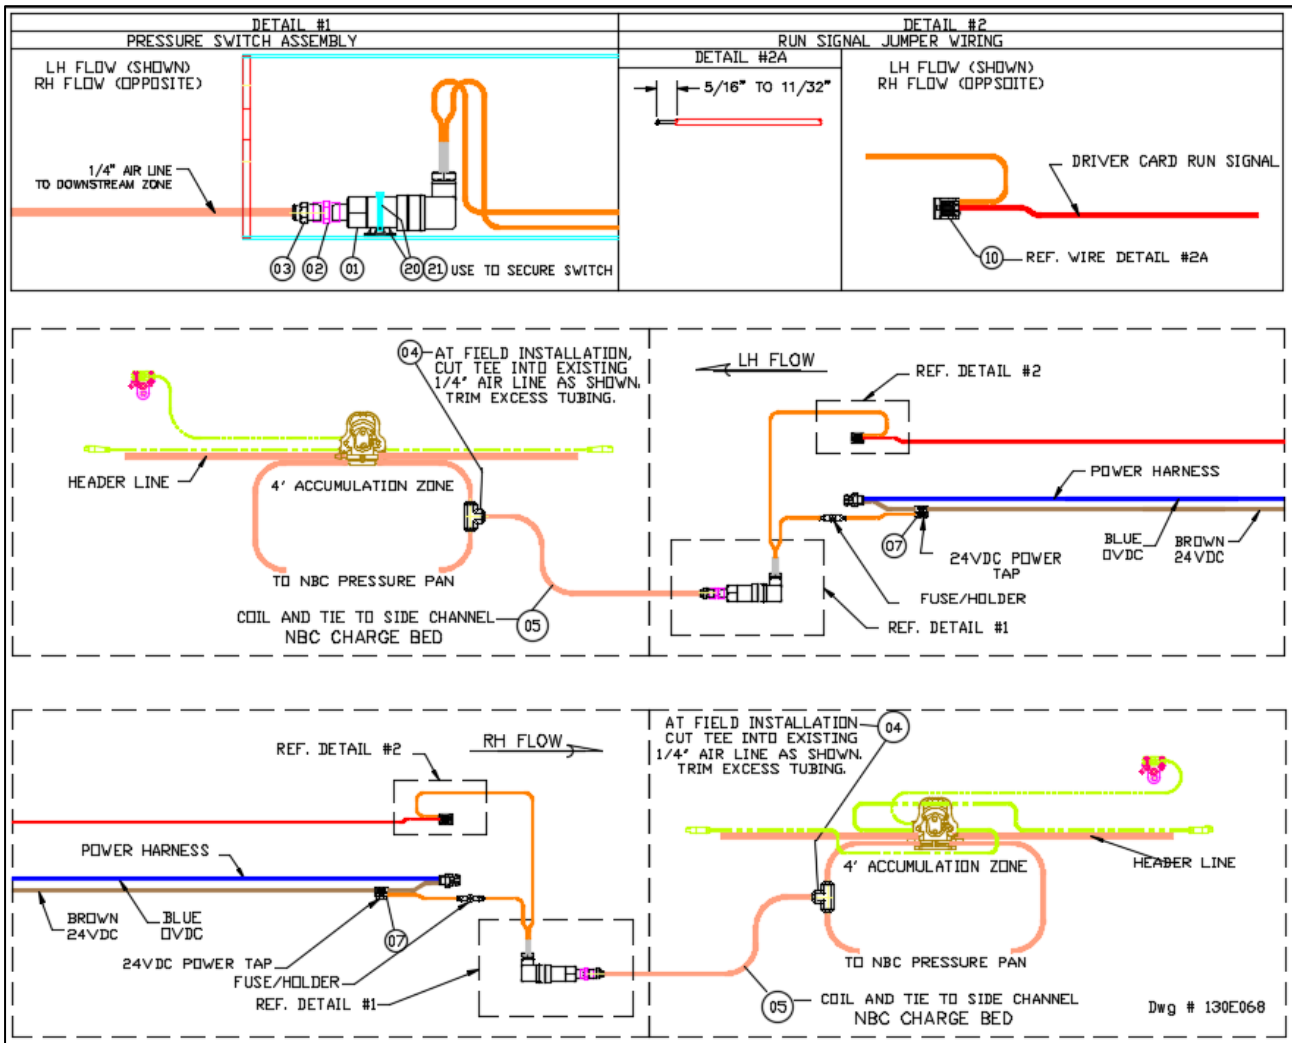 DETAIL #1
PRESSURE SWITCH ASSEMBLY
LH FLOW (SHOWN)
RH FLOW (OPPOSITE)
1/4" AIR LINE
TO DOWNSTREAM ZONE
03
02
01
20
21
USE TO SECURE SWITCH
DETAIL #2
RUN SIGNAL JUMPER WIRING
DETAIL #2A
5/16" TO 11/32"
LH FLOW (SHOWN)
RH FLOW (OPPSOITE)
DRIVER CARD RUN SIGNAL
10
REF. WIRE DETAIL #2A
04
AT FIELD INSTALLATION,
CUT TEE INTO EXISTING
1/4" AIR LINE AS SHOWN.
TRIM EXCESS TUBING.
HEADER LINE
4' ACCUMULATION ZONE
TO NBC PRESSURE PAN
COIL AND TIE TO SIDE CHANNEL
05
NBC CHARGE BED
LH FLOW
REF. DETAIL #2
POWER HARNESS
07
BLUE
0VDC
BROWN
24VDC
24VDC POWER
TAP
FUSE/HOLDER
REF. DETAIL #1
REF. DETAIL #2
RH FLOW
POWER HARNESS
BROWN
24VDC
BLUE
0VDC
07
24VDC POWER TAP
FUSE/HOLDER
REF. DETAIL #1
AT FIELD INSTALLATION
CUT TEE INTO EXISTING
1/4" AIR LINE AS SHOWN.
TRIM EXCESS TUBING.
04
4' ACCUMULATION ZONE
HEADER LINE
TO NBC PRESSURE PAN
05
COIL AND TIE TO SIDE CHANNEL
NBC CHARGE BED
Dwg # 130E068